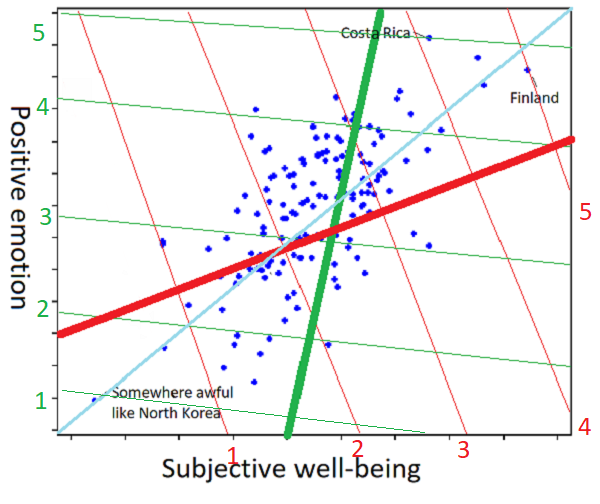 5
Costa Rica
Finland
4
Positive emotion
3
5
2
Somewhere awful
like North Korea
1
4
1
2
3
Subjective well-being